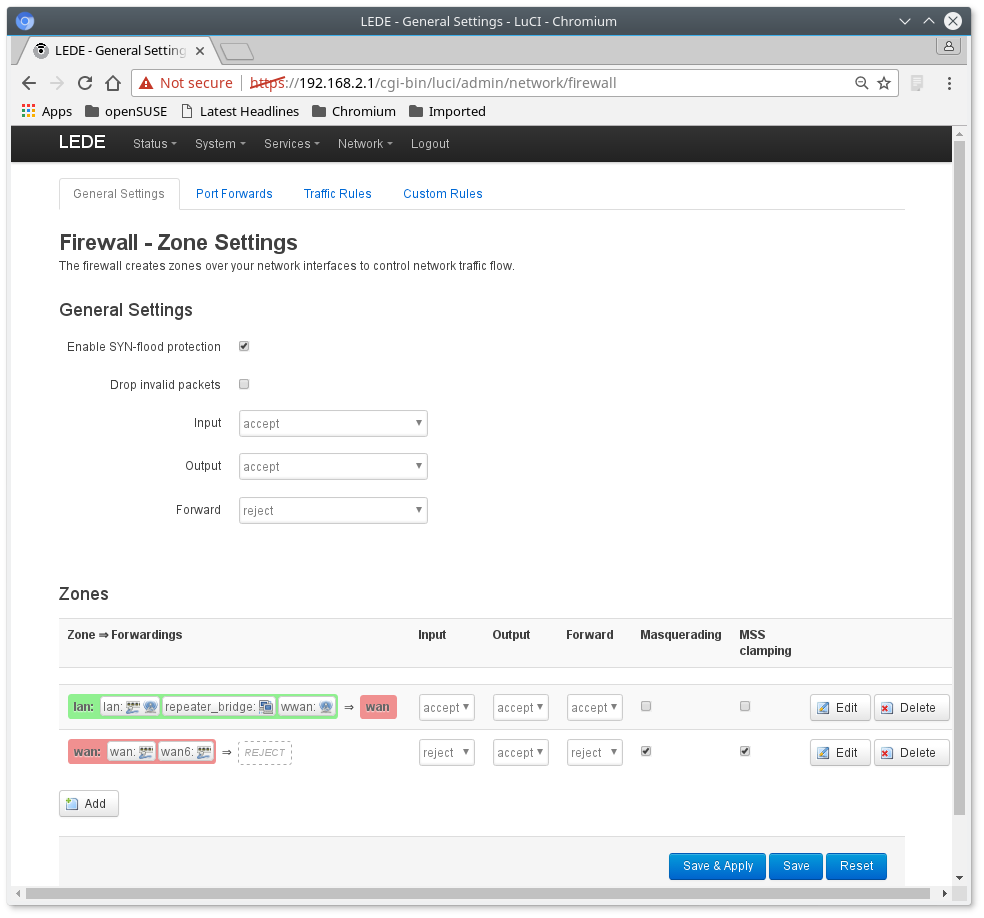 LEDE - General Settings - LuCI - Chromium
LEDE - General Setting
Not secure https://192.168.2.1/cgi-bin/luci/admin/network/firewall
Apps openSUSE Latest Headlines Chromium Imported
LEDE Status System Services Network Logout
General Settings Port Forwards Traffic Rules Custom Rules
Firewall - Zone Settings
The firewall creates zones over your network interfaces to control network traffic flow.
General Settings
Enable SYN-flood protection
Drop invalid packets
Input accept
Output accept
Forward reject
Zones
Zone ⇒ Forwardings Input Output Forward Masquerading MSS clamping
lan: lan: repeater_bridge: wwan: ⇒ wan accept accept accept Edit Delete
wan: wan: wan6: ⇒ REJECT reject accept reject Edit Delete
Add
Save & Apply Save Reset